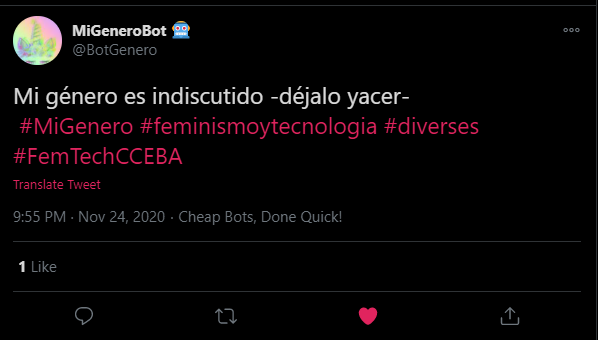 MiGeneroBot 🤖
@BotGenero
Mi género es indiscutido -déjalo yacer-
#MiGenero #feminismoytecnologia #diverses
#FemTechCCEBA
Translate Tweet
9:55 PM · Nov 24, 2020 · Cheap Bots, Done Quick!
1 Like